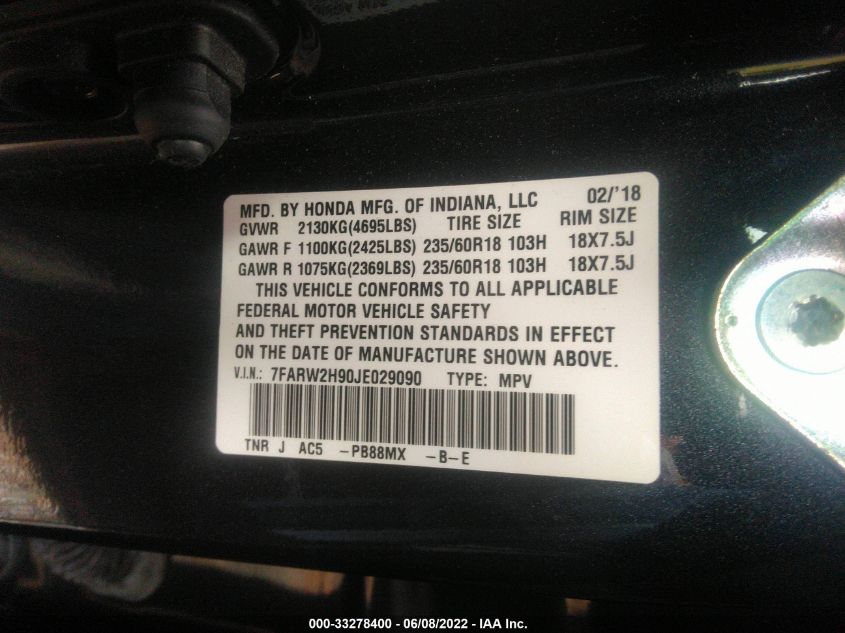 MFD. BY HONDA MFG. OF INDIANA, LLC 02/'18
GVWR 2130KG(4695LBS) TIRE SIZE RIM SIZE
GAWR F 1100KG(2425LBS) 235/60R18 103H 18X7.5J
GAWR R 1075KG(2369LBS) 235/60R18 103H 18X7.5J
THIS VEHICLE CONFORMS TO ALL APPLICABLE
FEDERAL MOTOR VEHICLE SAFETY
AND THEFT PREVENTION STANDARDS IN EFFECT
ON THE DATE OF MANUFACTURE SHOWN ABOVE.
V.I.N.: 7FARW2H90JE029090 TYPE: MPV
TNR J AC5 -PB88MX -B-E
000-33278400 - 06/08/2022 - IAA Inc.